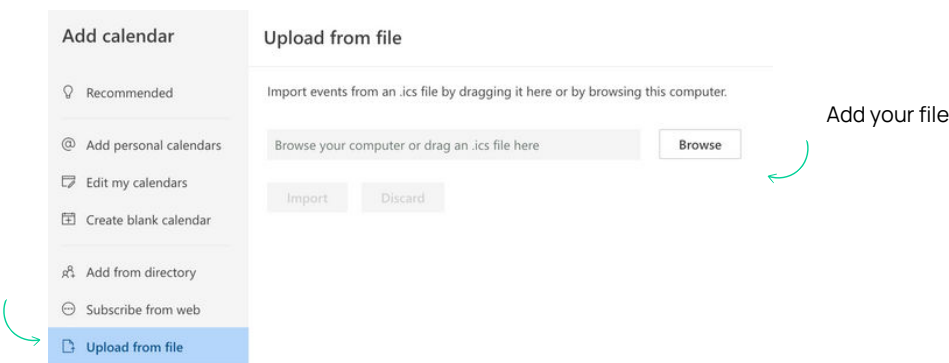 Add calendar
Recommended
Add personal calendars
Edit my calendars
Create blank calendar
Add from directory
Subscribe from web
Upload from file
Upload from file
Import events from an .ics file by dragging it here or by browsing this computer.
Browse your computer or drag an .ics file here
Browse
Import
Discard
Add your file